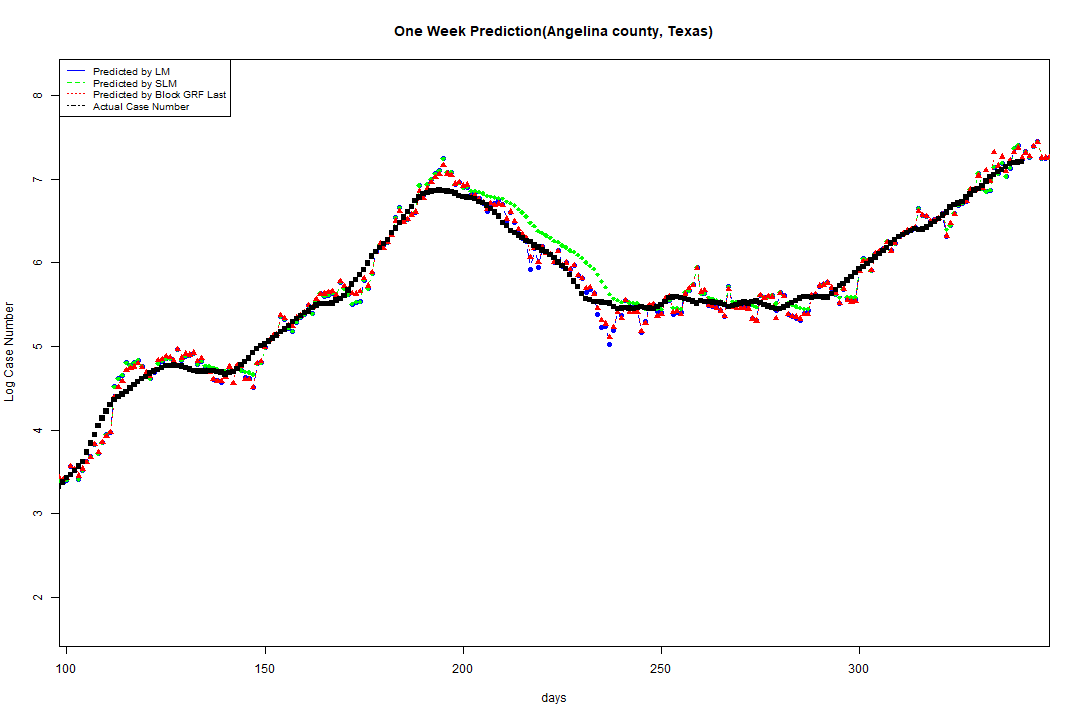 One Week Prediction(Angelina county, Texas)
Predicted by LM
Predicted by SLM
Predicted by Block GRF Last
Actual Case Number
8
7
6
5
4
3
2
Log Case Number
100 150 200 250 300
days